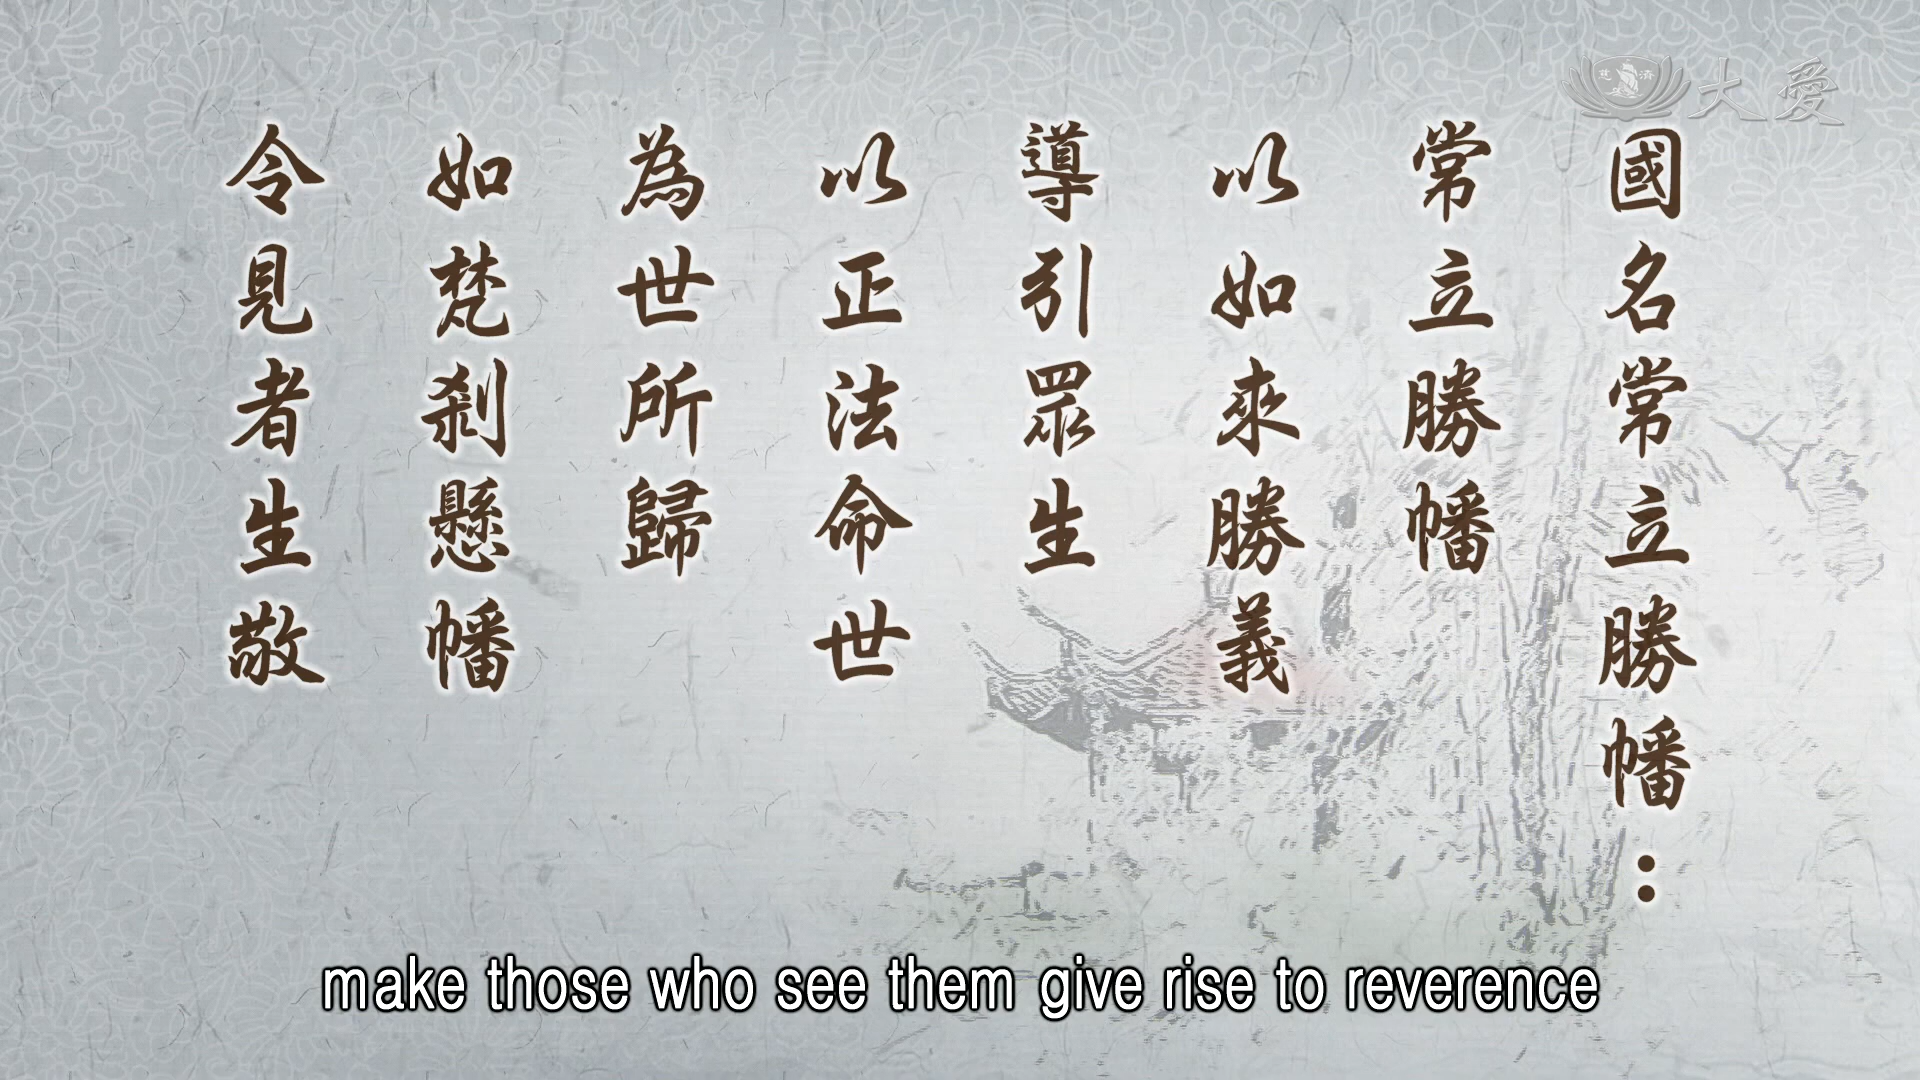 國名常立勝幡：
常立勝幡
以如來勝義
導引眾生
以正法命世
為世所歸
如梵剎懸幡
令見者生敬
慈濟
大愛
make those who see them give rise to reverence